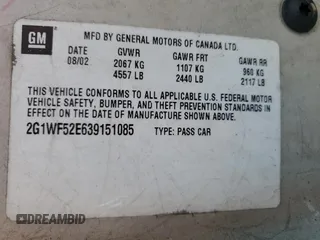 GM
MFD BY GENERAL MOTORS OF CANADA LTD.
DATE GVWR GAWR FRT GAWR RR
08/02 2067 KG 1107 KG 960 KG
4557 LB 2440 LB 2117 LB
THIS VEHICLE CONFORMS TO ALL APPLICABLE U.S. FEDERAL MOTOR
VEHICLE SAFETY, BUMPER, AND THEFT PREVENTION STANDARDS IN
EFFECT ON THE DATE OF MANUFACTURE SHOWN ABOVE.
2G1WF52E639151085 TYPE: PASS CAR
DREAMBID